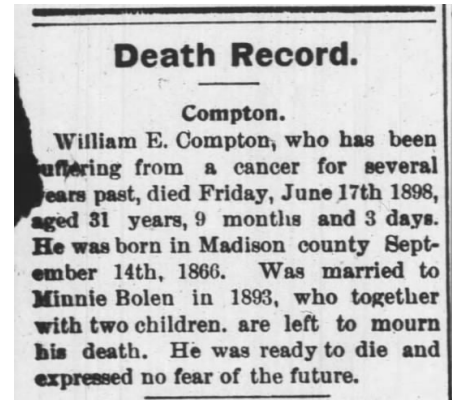 Death Record.
Compton.
William E. Compton, who has been
uffering from a cancer for several
ears past, died Friday, June 17th 1898,
aged 31 years, 9 months and 3 days.
He was born in Madison county Sept-
ember 14th, 1866. Was married to
Minnie Bolen in 1893, who together
with two children. are left to mourn
his death. He was ready to die and
expressed no fear of the future.